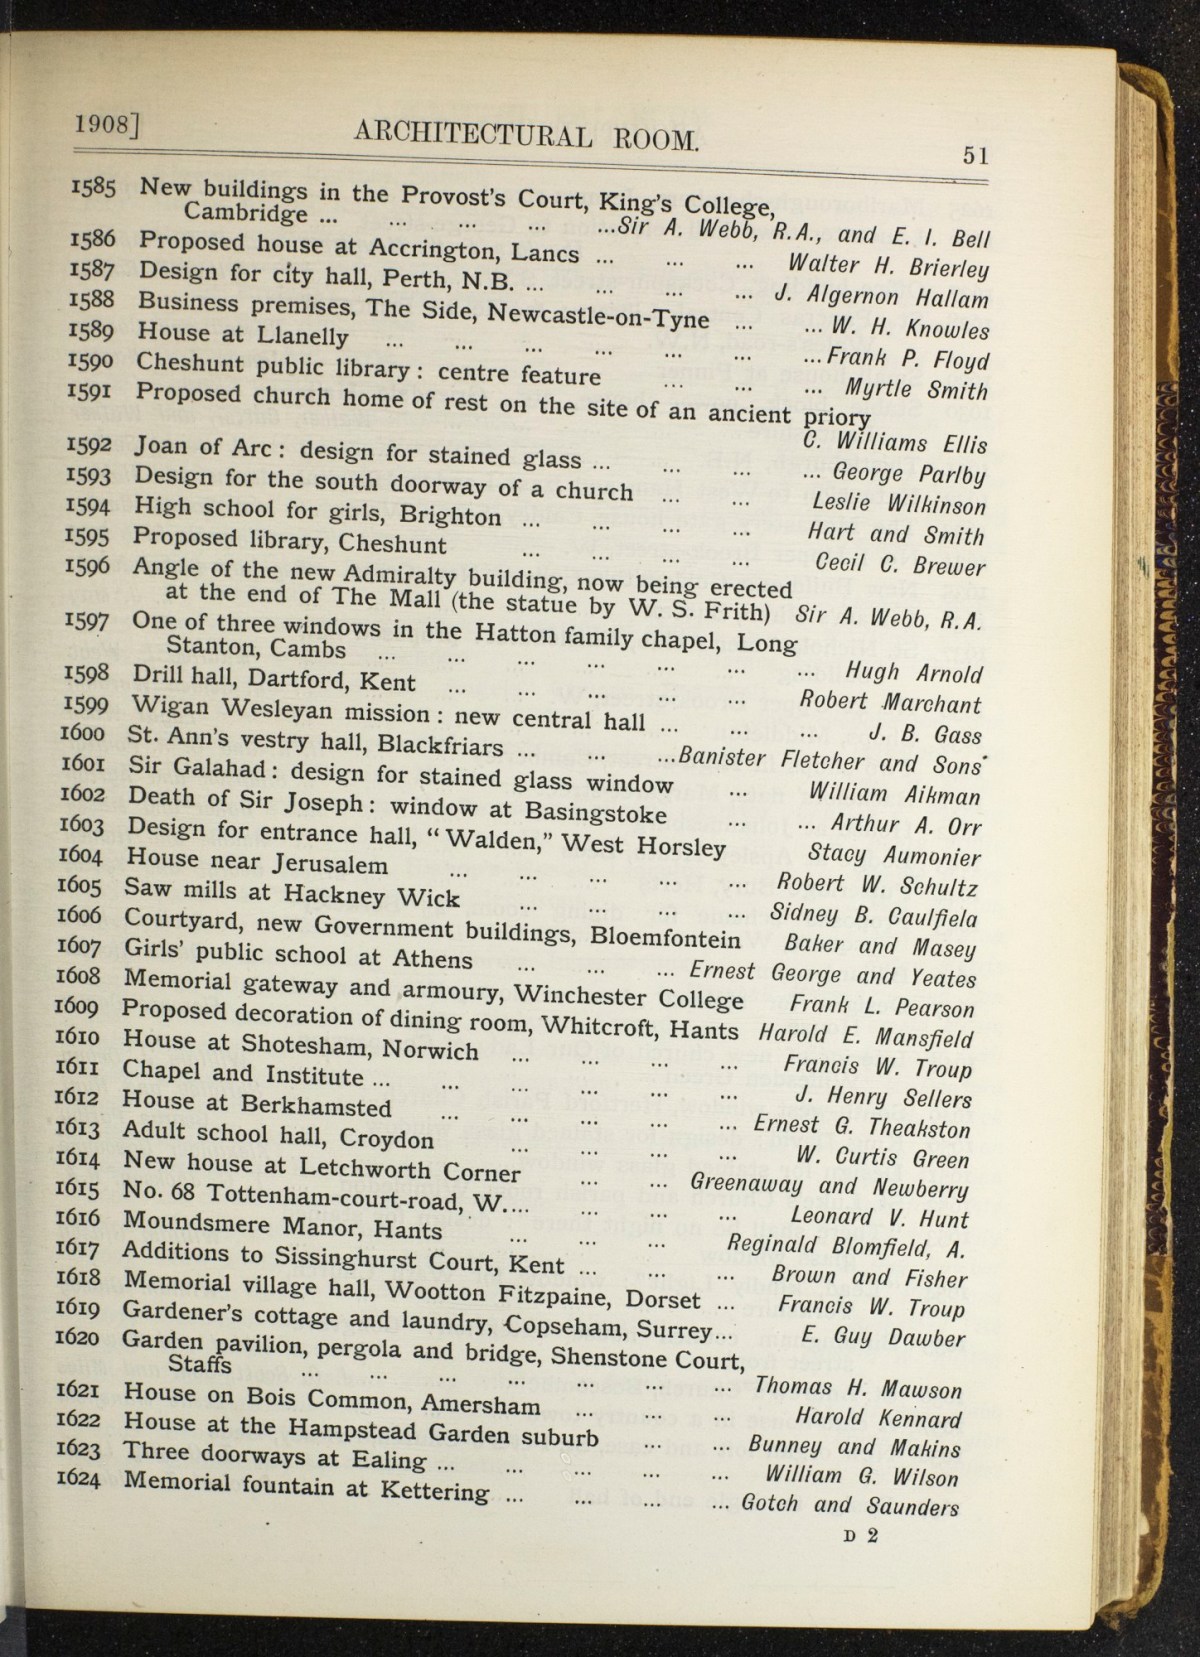 1908] ARCHITECTURAL ROOM. 51
1585 New buildings in the Provost's Court, King's College,
Cambridge ... ... ... ... ...Sir A. Webb, R.A., and E. I. Bell
1586 Proposed house at Accrington, Lancs ... ... ... Walter H. Brierley
1587 Design for city hall, Perth, N.B. ... ... ... ... J. Algernon Hallam
1588 Business premises, The Side, Newcastle-on-Tyne ... ... W. H. Knowles
1589 House at Llanelly ... ... ... ... ... ... ...Frank P. Floyd
1590 Cheshunt public library : centre feature ... ... ... Myrtle Smith
1591 Proposed church home of rest on the site of an ancient priory
C. Williams Ellis
1592 Joan of Arc : design for stained glass ... ... ... ... George Parlby
1593 Design for the south doorway of a church ... ... Leslie Wilkinson
1594 High school for girls, Brighton ... ... ... ... Hart and Smith
1595 Proposed library, Cheshunt ... ... ... ... Cecil C. Brewer
1596 Angle of the new Admiralty building, now being erected
at the end of The Mall (the statue by W. S. Frith) Sir A. Webb, R.A.
1597 One of three windows in the Hatton family chapel, Long
Stanton, Cambs ... ... ... ... ... ... ... Hugh Arnold
1598 Drill hall, Dartford, Kent ... ... ... ... ... Robert Marchant
1599 Wigan Wesleyan mission : new central hall ... ... ... J. B. Gass
1600 St. Ann's vestry hall, Blackfriars ... ... ...Banister Fletcher and Sons
1601 Sir Galahad : design for stained glass window ... William Aikman
1602 Death of Sir Joseph : window at Basingstoke ... ... Arthur A. Orr
1603 Design for entrance hall, “ Walden,” West Horsley Stacy Aumonier
1604 House near Jerusalem ... ... ... ... ... Robert W. Schultz
1605 Saw mills at Hackney Wick ... ... ... ... Sidney B. Caulfiela
1606 Courtyard, new Government buildings, Bloemfontein Baker and Masey
1607 Girls' public school at Athens ... ... ... Ernest George and Yeates
1608 Memorial gateway and armoury, Winchester College Frank L. Pearson
1609 Proposed decoration of dining room, Whitcroft, Hants Harold E. Mansfield
1610 House at Shotesham, Norwich ... ... ... ... Francis W. Troup
1611 Chapel and Institute ... ... ... ... ... ... J. Henry Sellers
1612 House at Berkhamsted ... ... ... ... ... Ernest G. Theakston
1613 Adult school hall, Croydon ... ... ... ... W. Curtis Green
1614 New house at Letchworth Corner ... ... Greenaway and Newberry
1615 No. 68 Tottenham-court-road, W.... ... ... ... Leonard V. Hunt
1616 Moundsmere Manor, Hants ... ... ... Reginald Blomfield, A.
1617 Additions to Sissinghurst Court, Kent ... ... ... Brown and Fisher
1618 Memorial village hall, Wootton Fitzpaine, Dorset ... Francis W. Troup
1619 Gardener's cottage and laundry, Copseham, Surrey... E. Guy Dawber
1620 Garden pavilion, pergola and bridge, Shenstone Court,
Staffs ... ... ... ... ... ... ... Thomas H. Mawson
1621 House on Bois Common, Amersham ... ... ... Harold Kennard
1622 House at the Hampstead Garden suburb ... ... Bunney and Makins
1623 Three doorways at Ealing ... ... ... ... ... William G. Wilson
1624 Memorial fountain at Kettering ... ... ... ... Gotch and Saunders
D 2